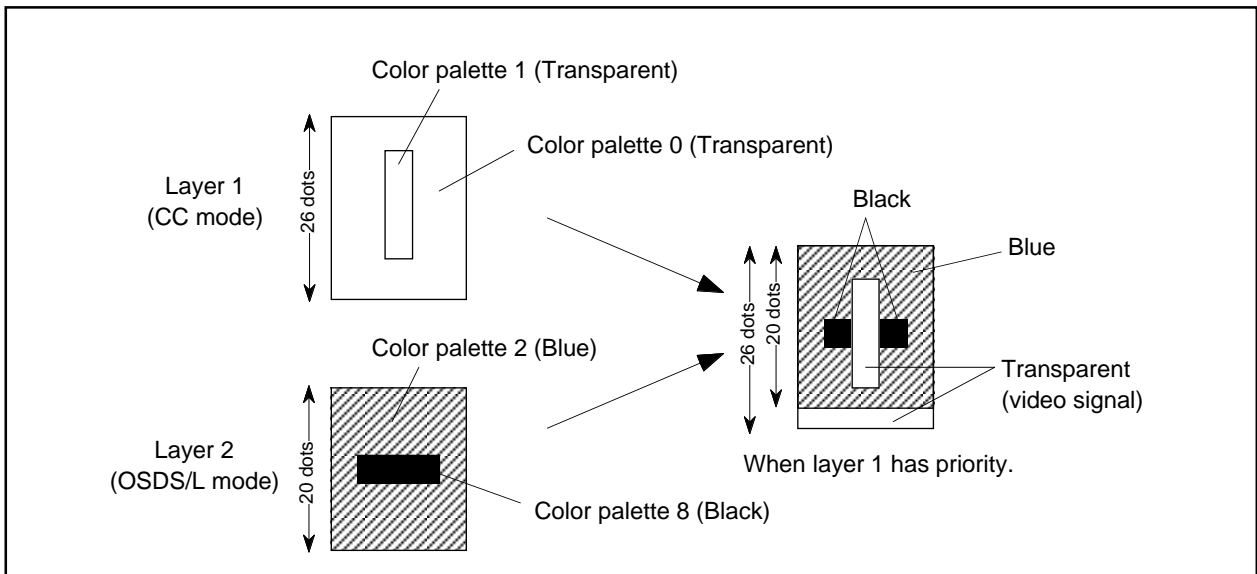 Color palette 1 (Transparent)
Color palette 0 (Transparent)
Layer 1
(CC mode)
26 dots
Color palette 2 (Blue)
Layer 2
(OSDS/L mode)
20 dots
Color palette 8 (Black)
Black
Blue
26 dots
20 dots
Transparent
(video signal)
When layer 1 has priority.